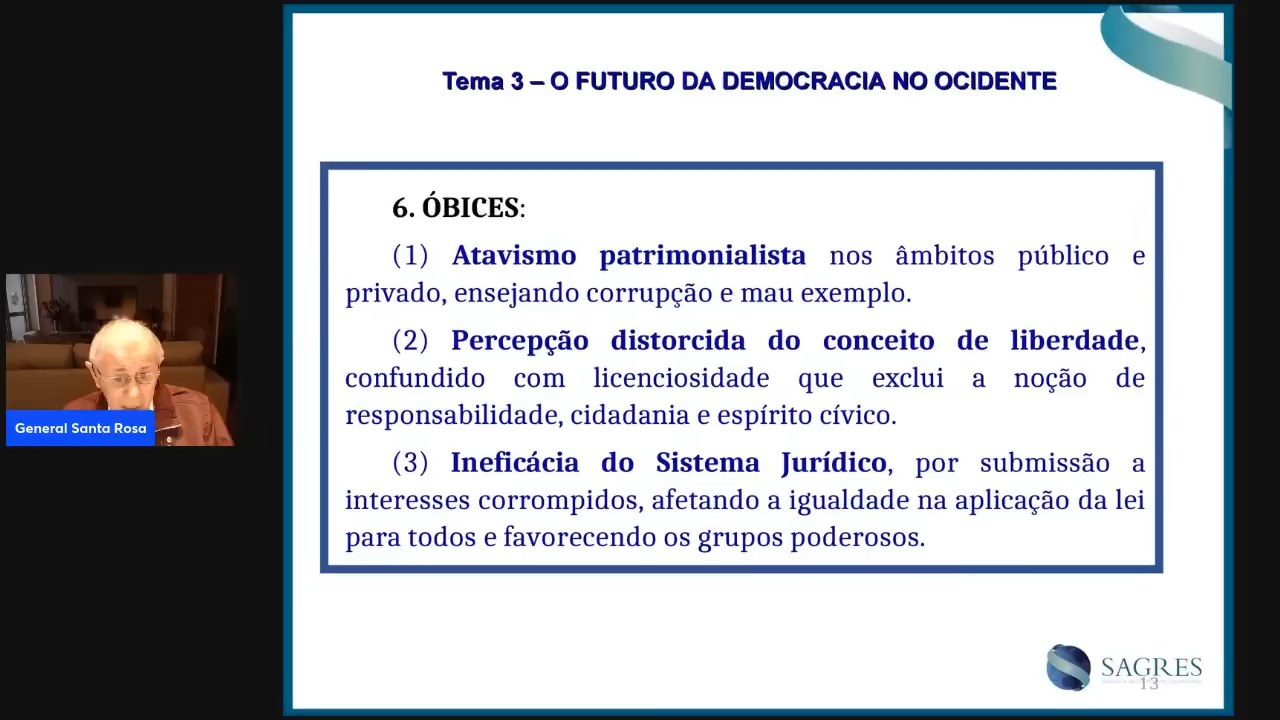 Tema 3 – O FUTURO DA DEMOCRACIA NO OCIDENTE
6. ÓBICES:
(1) Atavismo patrimonialista nos âmbitos público e
privado, ensejando corrupção e mau exemplo.
(2) Percepção distorcida do conceito de liberdade,
confundido com licenciosidade que exclui a noção de
responsabilidade, cidadania e espírito cívico.
(3) Ineficácia do Sistema Jurídico, por submissão a
interesses corrompidos, afetando a igualdade na aplicação da lei
para todos e favorecendo os grupos poderosos.
General Santa Rosa
SAGRES
13